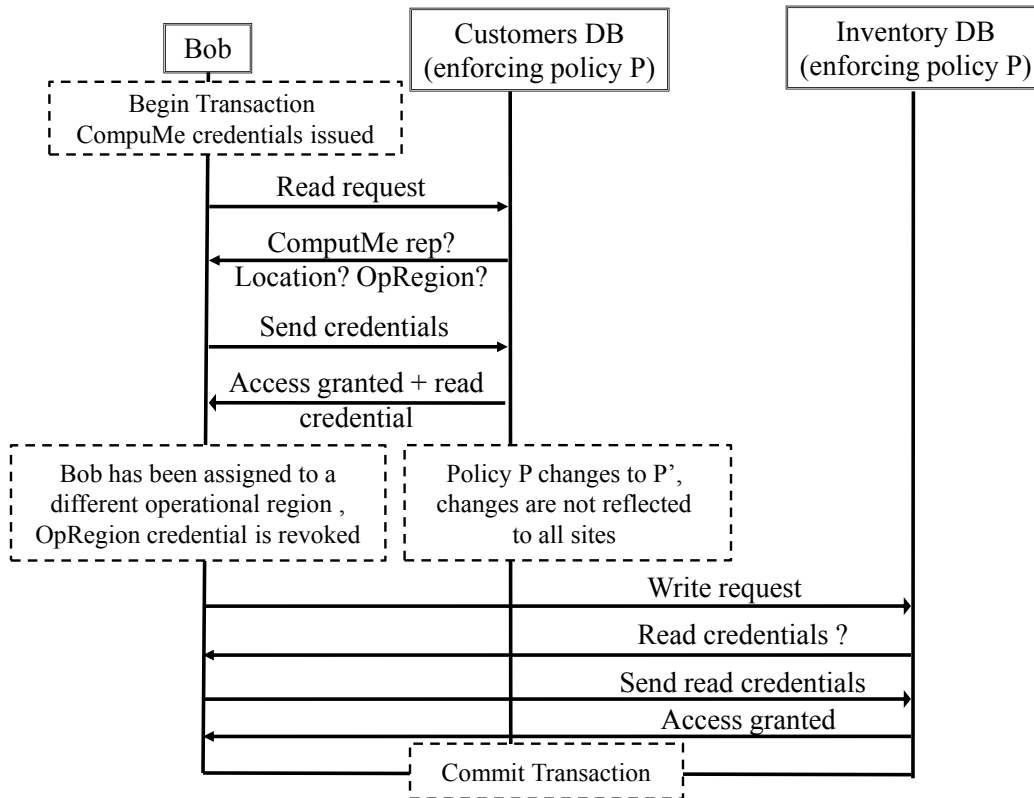 Bob
Customers DB
(enforcing policy P)
Inventory DB
(enforcing policy P)
Begin Transaction
CompuMe credentials issued
Read request
ComputMe rep?
Location? OpRegion?
Send credentials
Access granted + read
credential
Bob has been assigned to a
different operational region ,
OpRegion credential is revoked
Policy P changes to P’,
changes are not reflected
to all sites
Write request
Read credentials ?
Send read credentials
Access granted
Commit Transaction